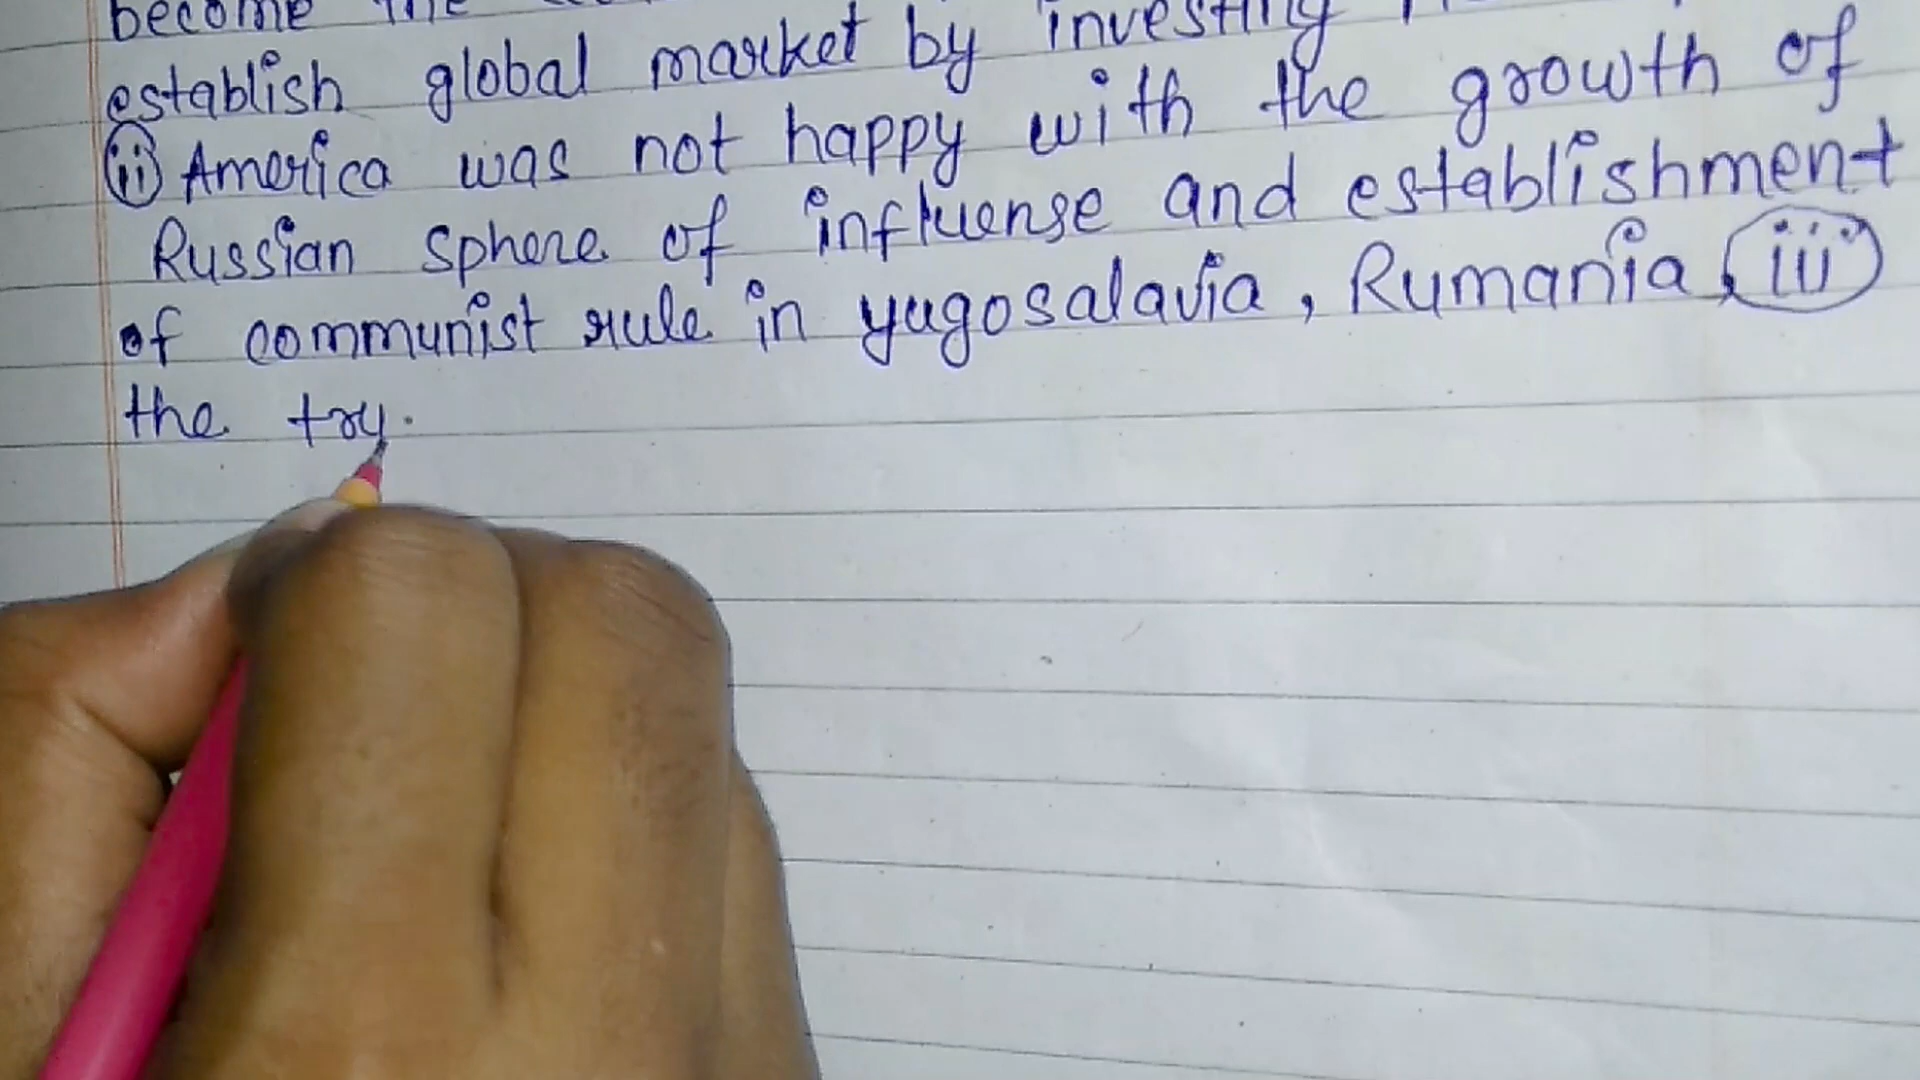 become the
establish global market by investing
(ii) America was not happy with the growth of
Russian sphere of influense and establishment
of communist rule in yugosalavia, Rumania, (iii)
the try.